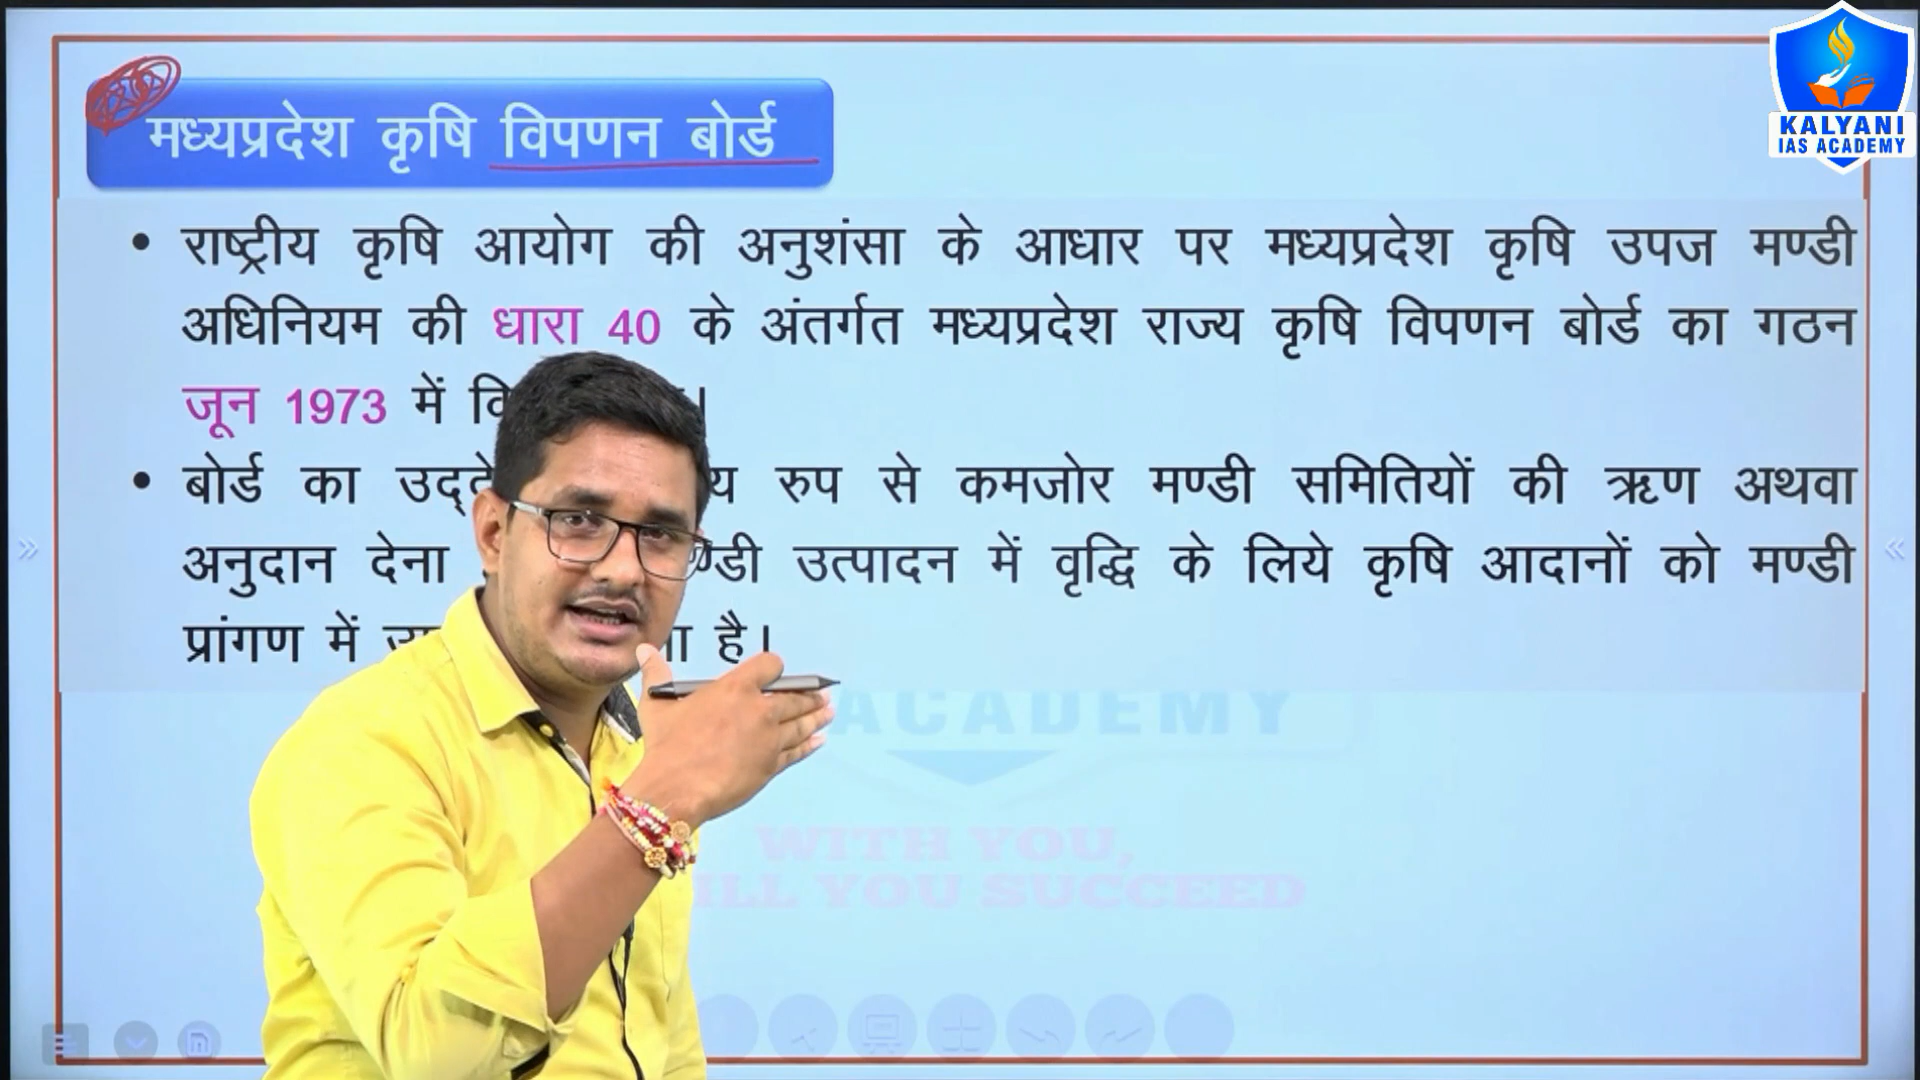 KALYANI
IAS ACADEMY
मध्यप्रदेश कृषि विपणन बोर्ड
• राष्ट्रीय कृषि आयोग की अनुशंसा के आधार पर मध्यप्रदेश कृषि उपज मण्डी
अधिनियम की धारा 40 के अंतर्गत मध्यप्रदेश राज्य कृषि विपणन बोर्ड का गठन
जून 1973 में
• बोर्ड का रुप से कमजोर मण्डी समितियों की ऋण अथवा
अनुदान देना उत्पादन में वृद्धि के लिये कृषि आदानों को मण्डी
प्रांगण में है।
ACADEMY
WITH YOU,
YOU SUCCEED